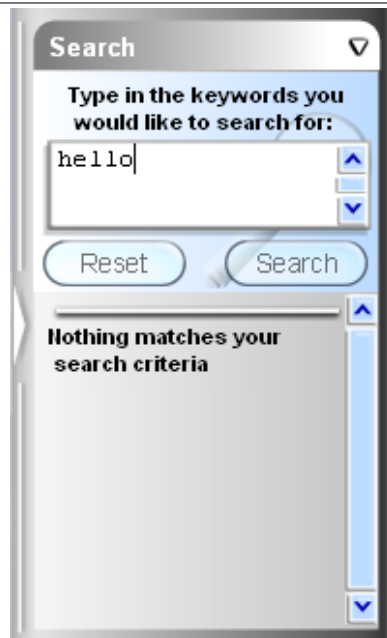 Search
Type in the keywords you
would like to search for:
hello
Reset Search
Nothing matches your
search criteria